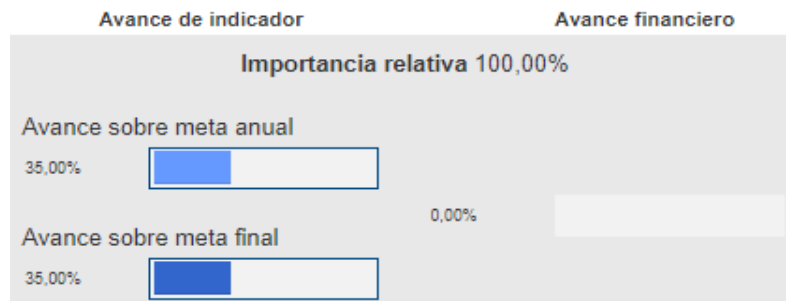 Avance de indicador Avance financiero
Importancia relativa 100,00%
Avance sobre meta anual
35,00%
0,00%
Avance sobre meta final
35,00%